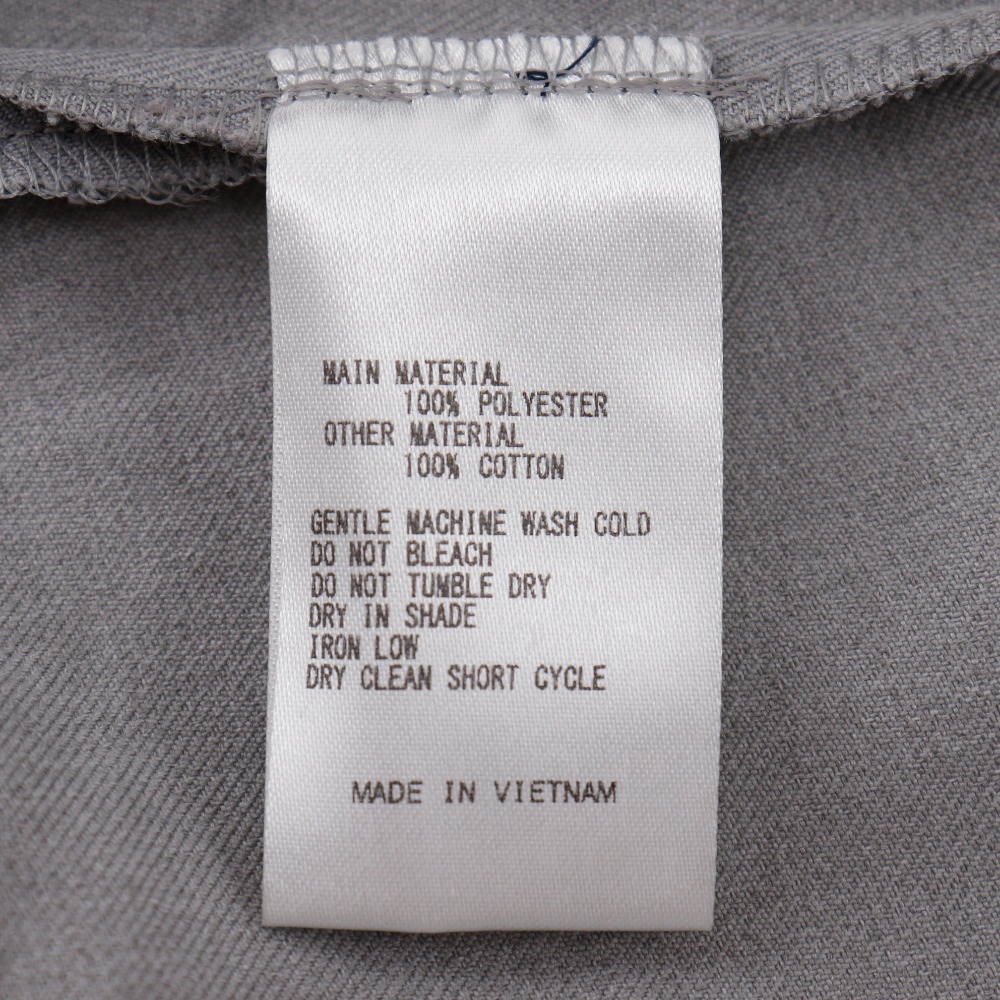 MAIN MATERIAL
100% POLYESTER
OTHER MATERIAL
100% COTTON
GENTLE MACHINE WASH COLD
DO NOT BLEACH
DO NOT TUMBLE DRY
DRY IN SHADE
IRON LOW
DRY CLEAN SHORT CYCLE
MADE IN VIETNAM